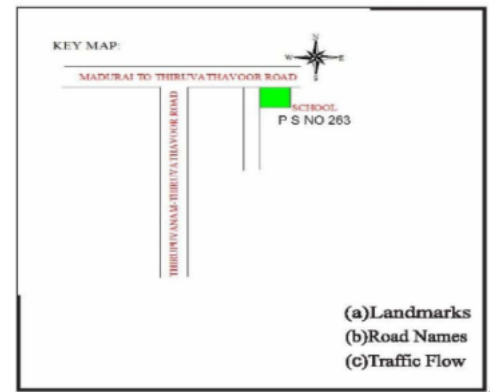 KEY MAP:
N
W
E
S
MADURAI TO THIRUVATHAVOOR ROAD
SCHOOL
P S NO 263
THIRUPUVANAM-THIRUVATHAVOOR ROAD
(a)Landmarks
(b)Road Names
(c)Traffic Flow